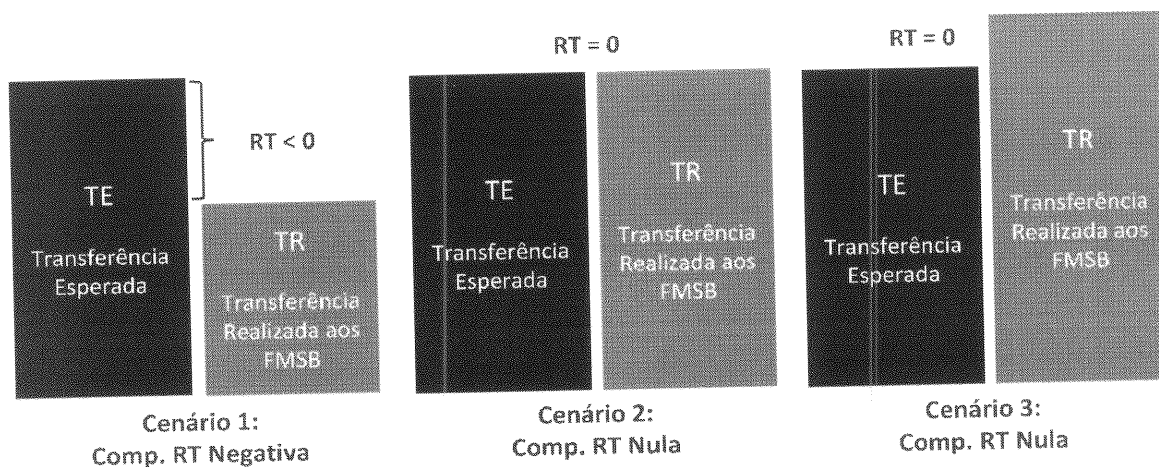 RT < 0
TE
Transferência
Esperada
TR
Transferência
Realizada aos
FMSB
Cenário 1:
Comp. RT Negativa
RT = 0
TE
Transferência
Esperada
TR
Transferência
Realizada aos
FMSB
Cenário 2:
Comp. RT Nula
RT = 0
TE
Transferência
Esperada
TR
Transferência
Realizada aos
FMSB
Cenário 3:
Comp. RT Nula